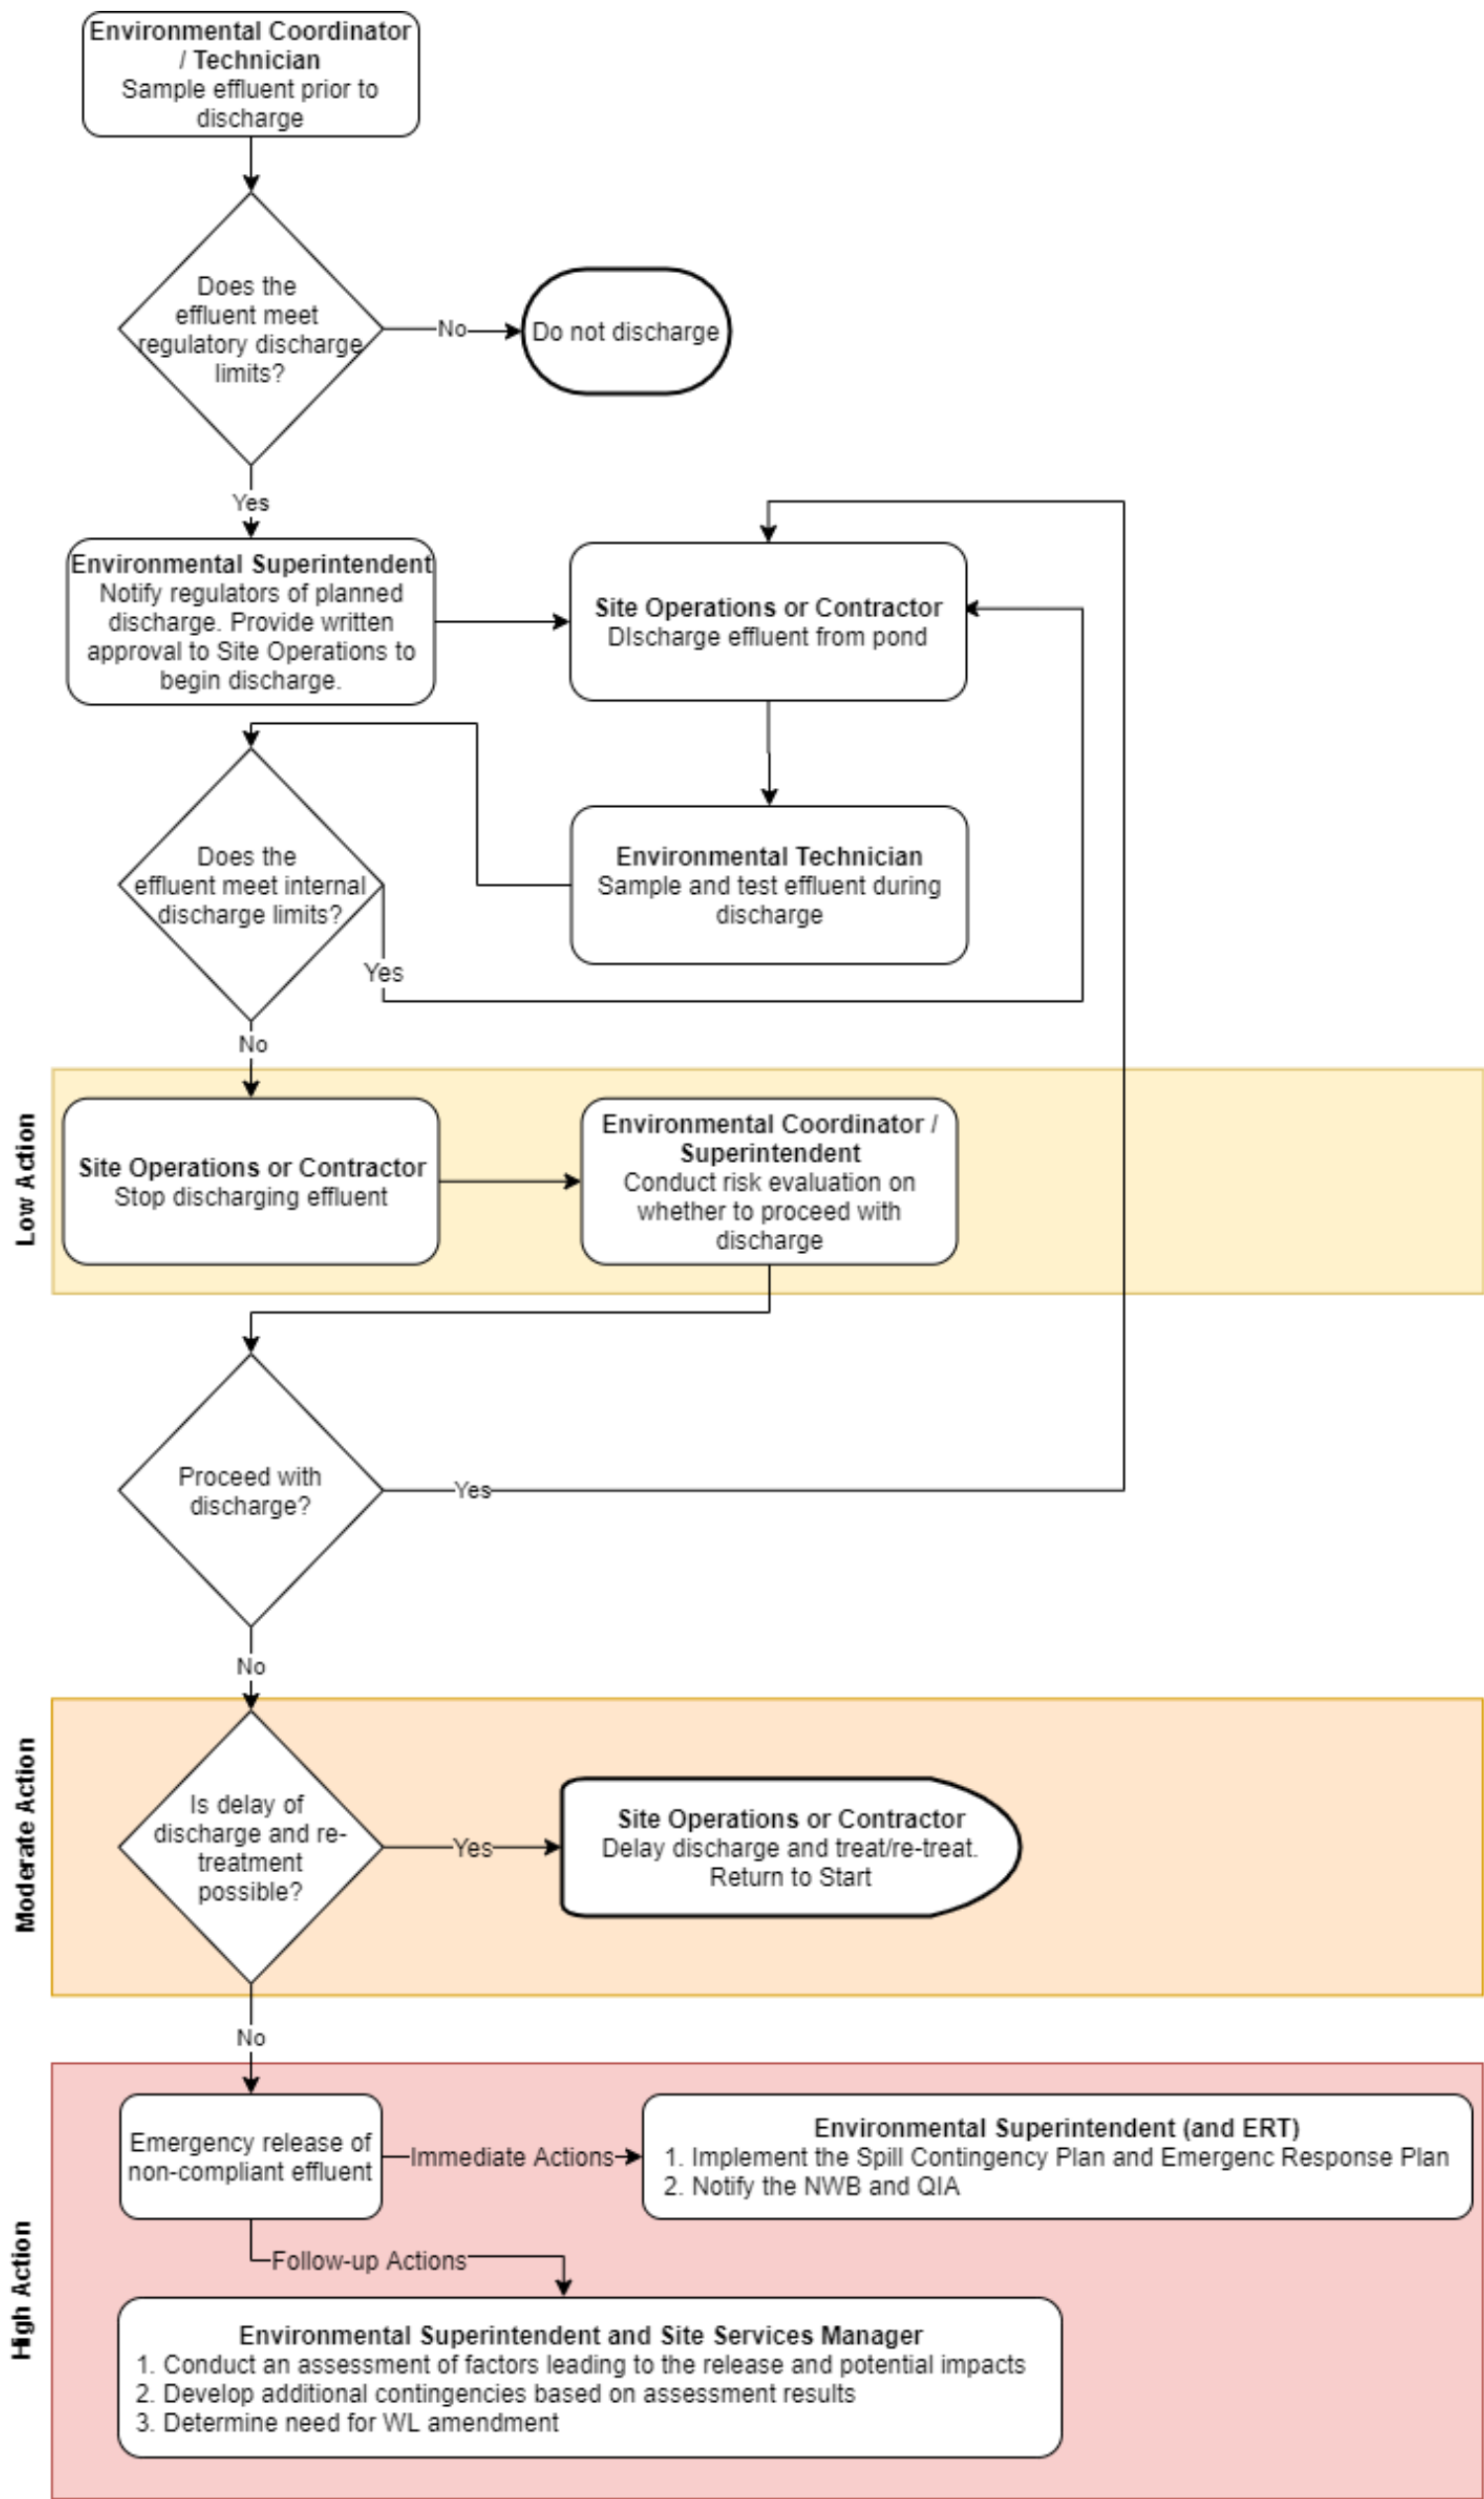 Environmental Coordinator
/ Technician
Sample effluent prior to
discharge
Does the
effluent meet
regulatory discharge
limits?
No
Do not discharge
Yes
Environmental Superintendent
Notify regulators of planned
discharge. Provide written
approval to Site Operations to
begin discharge.
Site Operations or Contractor
DIscharge effluent from pond
Does the
effluent meet internal
discharge limits?
Environmental Technician
Sample and test effluent during
discharge
Yes
No
Low Action
Site Operations or Contractor
Stop discharging effluent
Environmental Coordinator /
Superintendent
Conduct risk evaluation on
whether to proceed with
discharge
Proceed with
discharge?
Yes
No
Moderate Action
Is delay of
discharge and re-
treatment
possible?
Yes
Site Operations or Contractor
Delay discharge and treat/re-treat.
Return to Start
No
High Action
Emergency release of
non-compliant effluent
Immediate Actions
Environmental Superintendent (and ERT)
1. Implement the Spill Contingency Plan and Emergenc Response Plan
2. Notify the NWB and QIA
Follow-up Actions
Environmental Superintendent and Site Services Manager
1. Conduct an assessment of factors leading to the release and potential impacts
2. Develop additional contingencies based on assessment results
3. Determine need for WL amendment